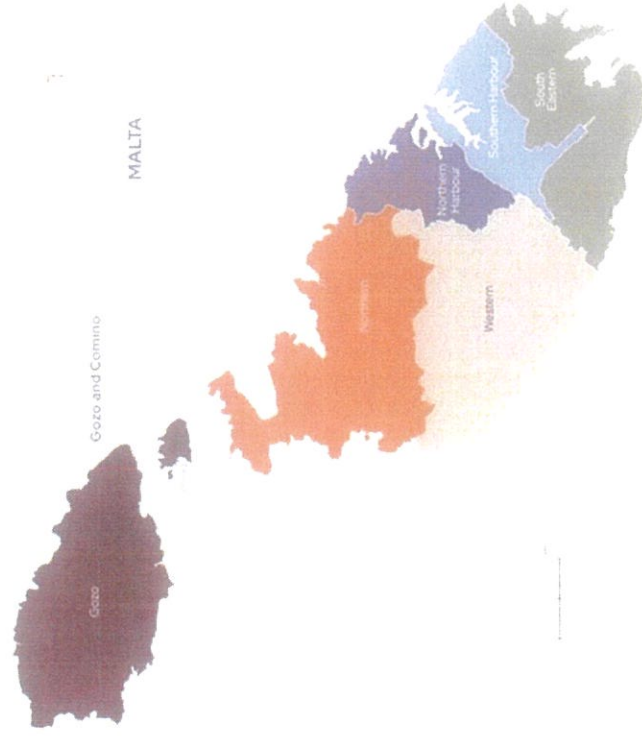 MALTA
Gozo and Comino
Gozo
Northern
Northern
Harbour
Southern Harbour
Western
South
Eastern